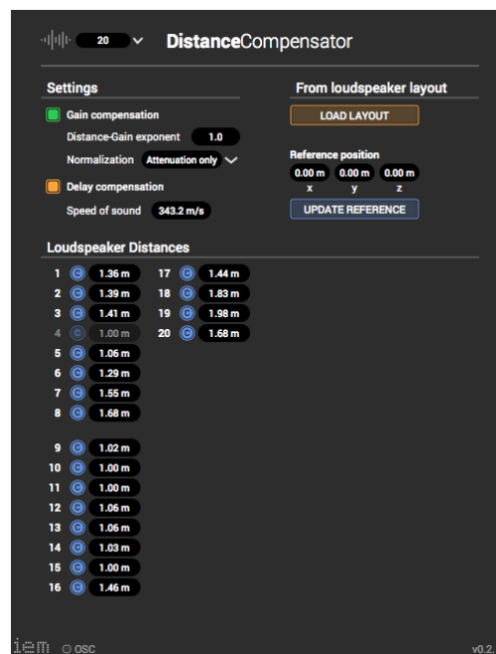 20 DistanceCompensator
Settings
Gain compensation
Distance-Gain exponent 1.0
Normalization Attenuation only
Delay compensation
Speed of sound 343.2 m/s
From loudspeaker layout
LOAD LAYOUT
Reference position
0.00 m 0.00 m 0.00 m
x y z
UPDATE REFERENCE
Loudspeaker Distances
1 C 1.36 m
2 C 1.39 m
3 C 1.41 m
4 C 1.00 m
5 C 1.06 m
6 C 1.29 m
7 C 1.55 m
8 C 1.68 m
9 C 1.02 m
10 C 1.00 m
11 C 1.00 m
12 C 1.06 m
13 C 1.06 m
14 C 1.03 m
15 C 1.00 m
16 C 1.46 m
17 C 1.44 m
18 C 1.83 m
19 C 1.98 m
20 C 1.68 m
iem OSC v0.2.